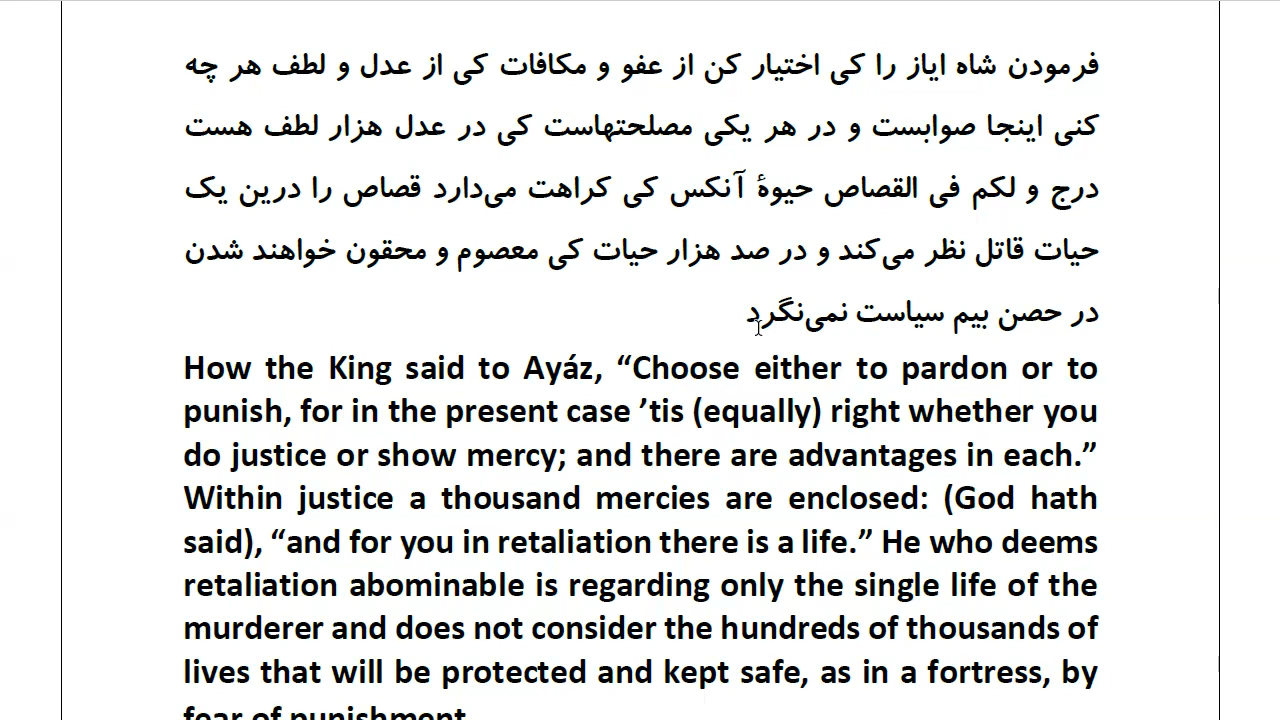 فرمودن شاه ایاز را کی اختیار کن از عفو و مکافات کی از عدل و لطف هر چه
کنی اینجا صوابست و در هر یکی مصلحتهاست کی در عدل هزار لطف هست
درج و لکم فی القصاص حیوهٔ آنکس کی کراهت می‌دارد قصاص را درین یک
حیات قاتل نظر می‌کند و در صد هزار حیات کی معصوم و محقون خواهند شدن
در حصن بیم سیاست نمی‌نگرد
How the King said to Ayáz, “Choose either to pardon or to
punish, for in the present case ’tis (equally) right whether you
do justice or show mercy; and there are advantages in each.”
Within justice a thousand mercies are enclosed: (God hath
said), “and for you in retaliation there is a life.” He who deems
retaliation abominable is regarding only the single life of the
murderer and does not consider the hundreds of thousands of
lives that will be protected and kept safe, as in a fortress, by
fear of punishment.